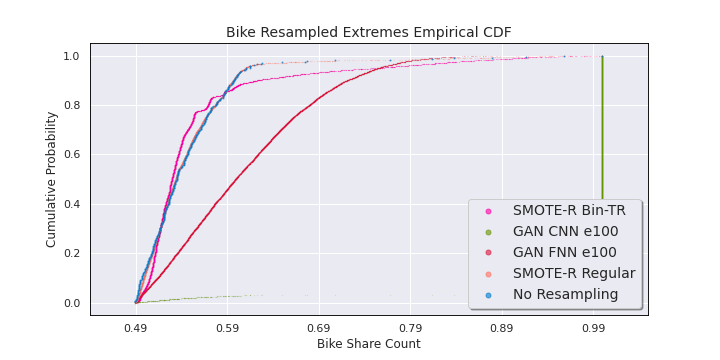 Bike Resampled Extremes Empirical CDF
1.0
0.8
0.6
0.4
0.2
0.0
Cumulative Probability
SMOTE-R Bin-TR
GAN CNN e100
GAN FNN e100
SMOTE-R Regular
No Resampling
0.49 0.59 0.69 0.79 0.89 0.99
Bike Share Count